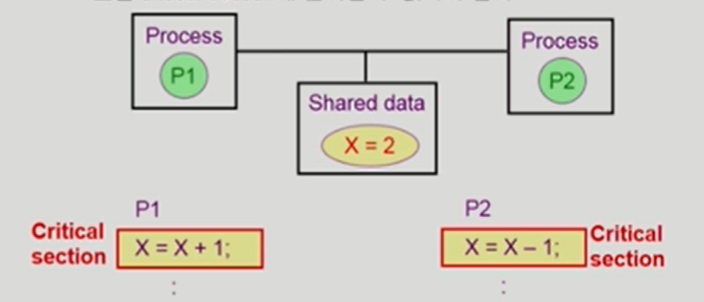 Process
P1
Process
P2
Shared data
X = 2
P1
P2
Critical
section
X = X + 1;
X = X – 1;
Critical
section
:
: